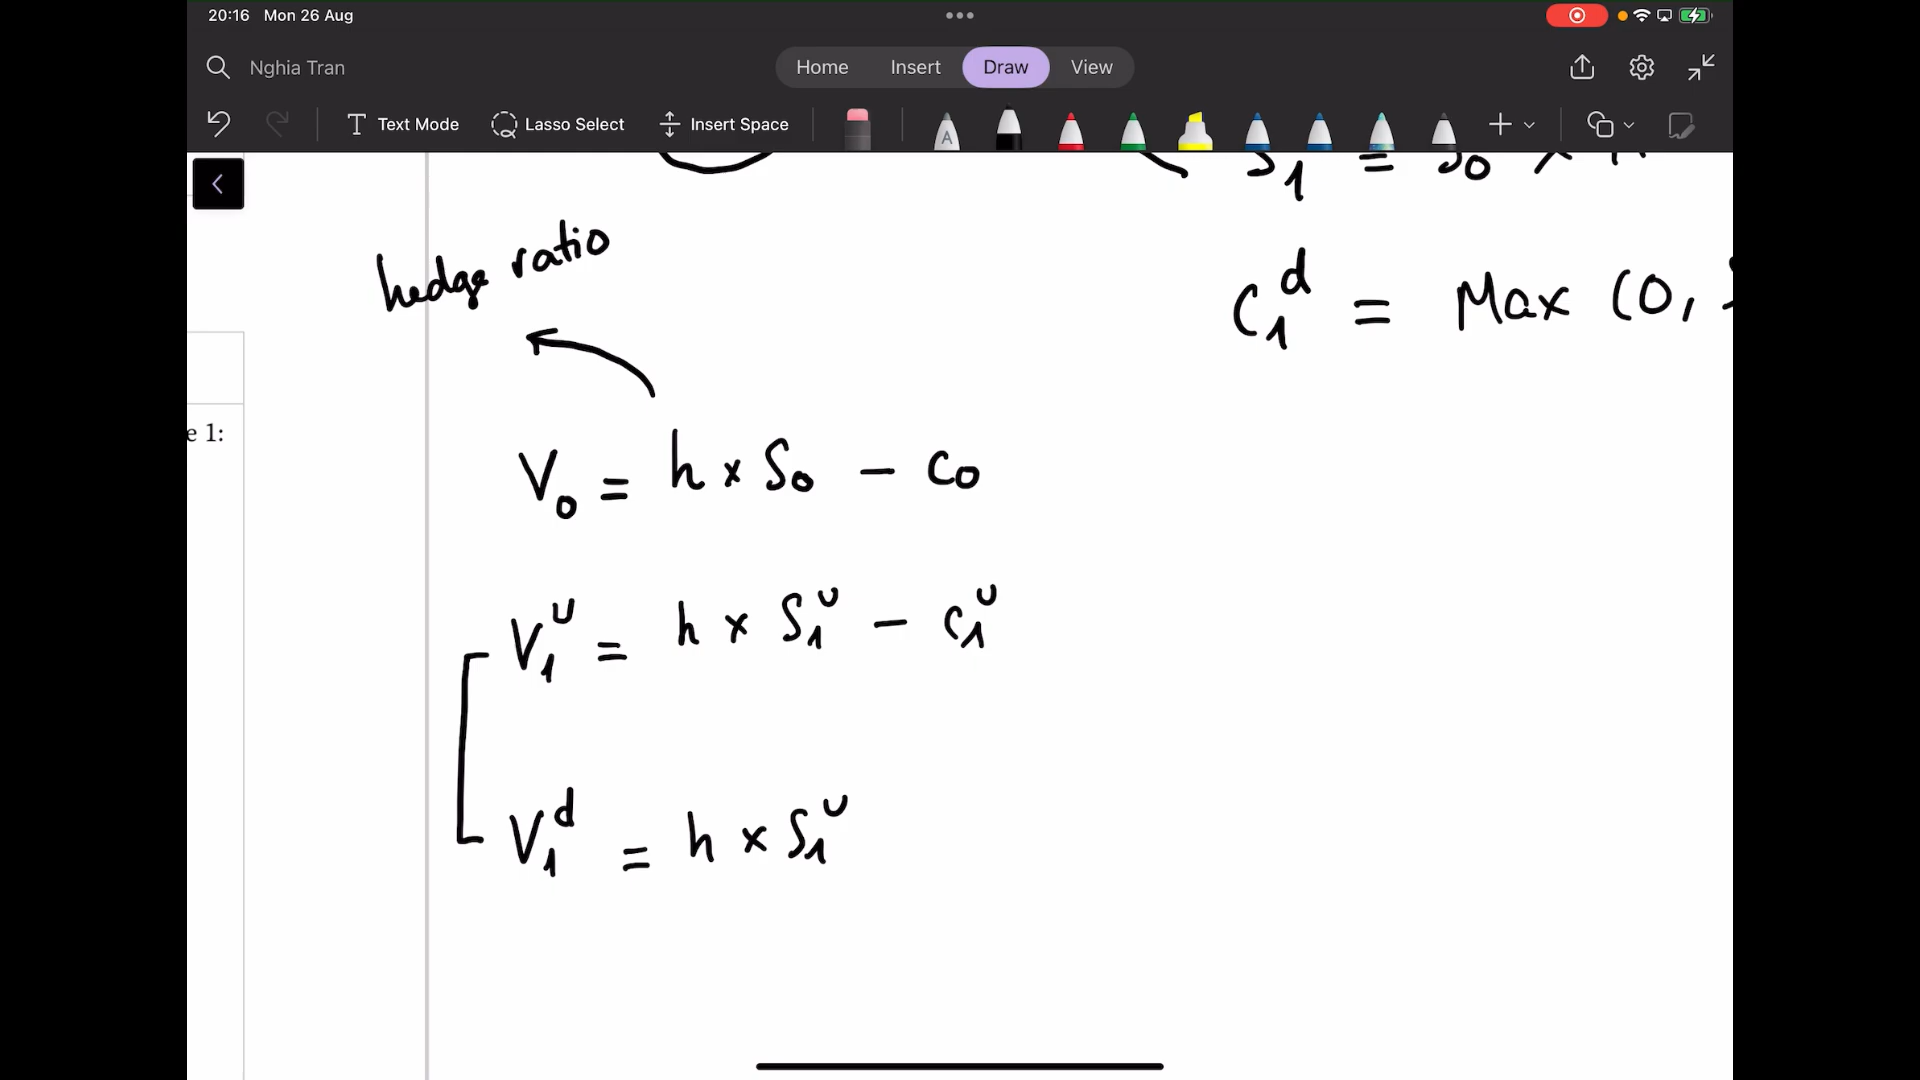 20:16 Mon 26 Aug
Nghia Tran
Home Insert Draw View
Text Mode Lasso Select Insert Space
A
hedge ratio
C₁ᵈ = Max (0,
e 1:
V₀ = h × S₀ − c₀
V₁ᵁ = h × S₁ᵁ − c₁ᵁ
V₁ᵈ = h × S₁ᵁ